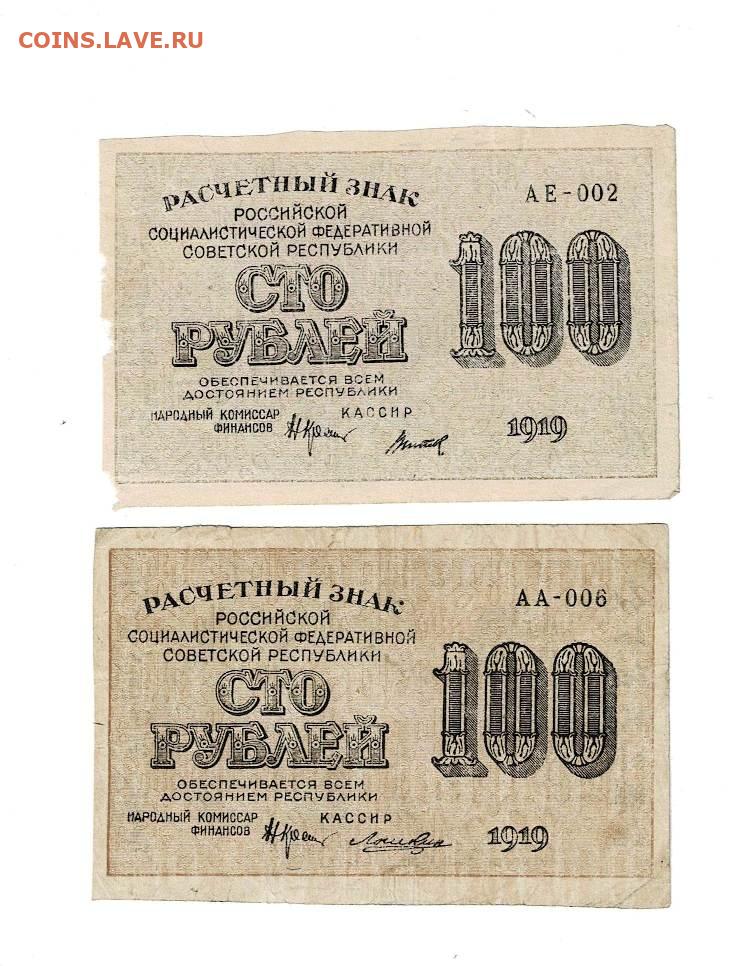 COINS.LAVE.RU
РАСЧЕТНЫЙ ЗНАК
АЕ-002
РОССИЙСКОЙ
СОЦИАЛИСТИЧЕСКОЙ ФЕДЕРАТИВНОЙ
СОВЕТСКОЙ РЕСПУБЛИКИ
СТО
РУБЛЕЙ
100
ОБЕСПЕЧИВАЕТСЯ ВСЕМ
ДОСТОЯНИЕМ РЕСПУБЛИКИ
НАРОДНЫЙ КОМИССАР
ФИНАНСОВ
КАССИР
1919
РАСЧЕТНЫЙ ЗНАК
АА-006
РОССИЙСКОЙ
СОЦИАЛИСТИЧЕСКОЙ ФЕДЕРАТИВНОЙ
СОВЕТСКОЙ РЕСПУБЛИКИ
СТО
РУБЛЕЙ
100
ОБЕСПЕЧИВАЕТСЯ ВСЕМ
ДОСТОЯНИЕМ РЕСПУБЛИКИ
НАРОДНЫЙ КОМИССАР
ФИНАНСОВ
КАССИР
1919